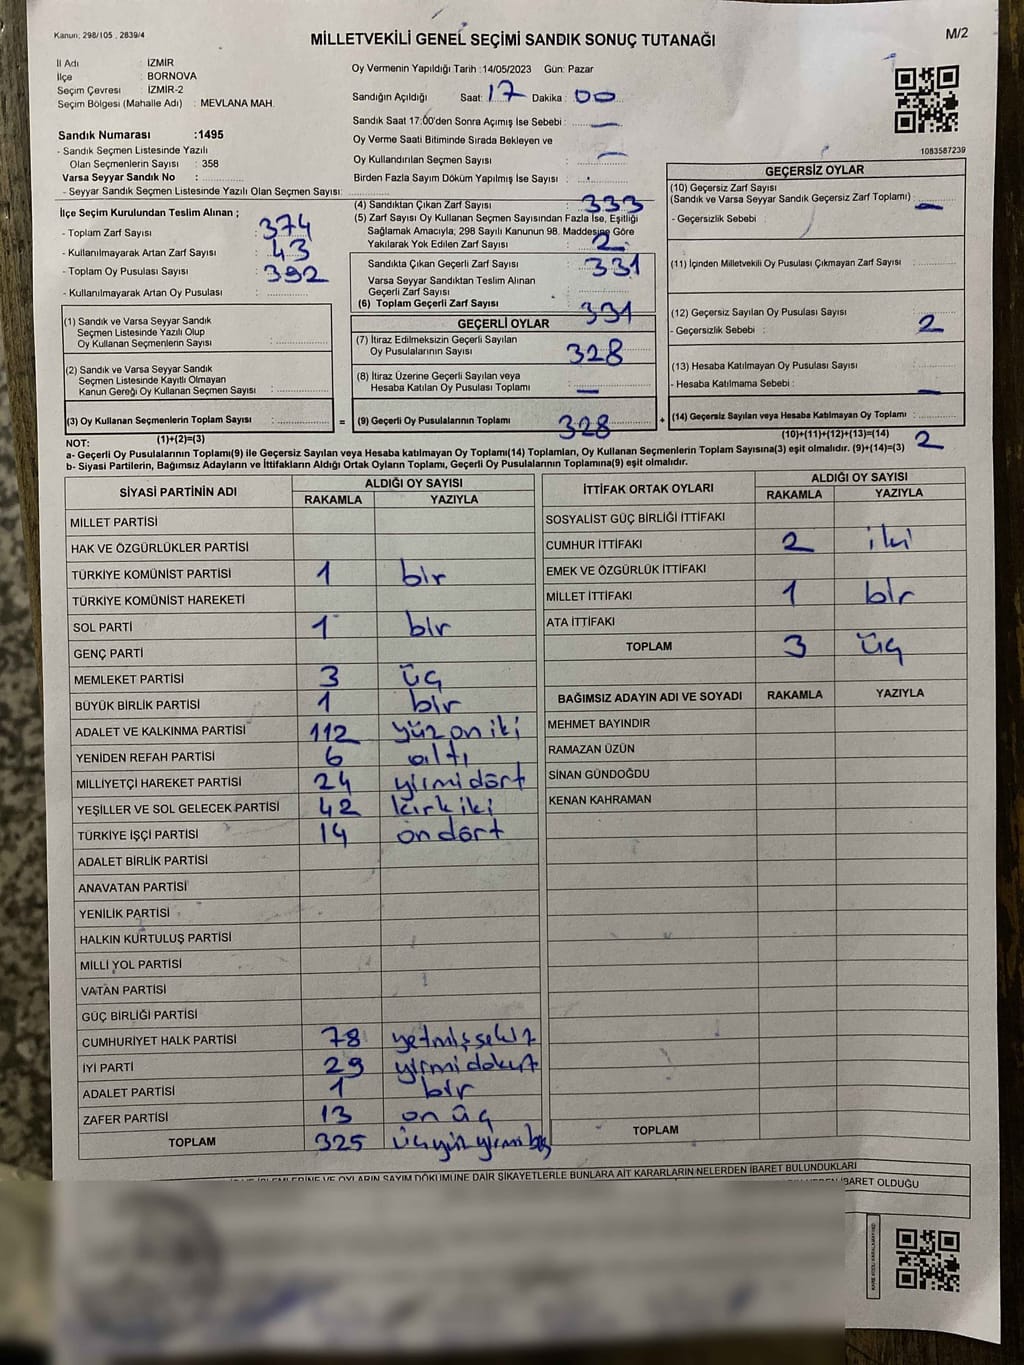 Kanun: 298/105 , 2839/4
MİLLETVEKİLİ GENEL SEÇİMİ SANDIK SONUÇ TUTANAĞI
M/2
İl Adı : İZMİR
İlçe : BORNOVA
Seçim Çevresi : İZMİR-2
Seçim Bölgesi (Mahalle Adı) : MEVLANA MAH.
Sandık Numarası :1495
- Sandık Seçmen Listesinde Yazılı
Olan Seçmenlerin Sayısı : 358
Varsa Seyyar Sandık No :
- Seyyar Sandık Seçmen Listesinde Yazılı Olan Seçmen Sayısı:
Oy Vermenin Yapıldığı Tarih :14/05/2023 Gün: Pazar
Sandığın Açıldığı Saat: 17 Dakika : 00
Sandık Saat 17:00'den Sonra Açımış İse Sebebi : —
Oy Verme Saati Bitiminde Sırada Bekleyen ve
Oy Kullandırılan Seçmen Sayısı : —
Birden Fazla Sayım Döküm Yapılmış İse Sayısı :
1083587239
İlçe Seçim Kurulundan Teslim Alınan ;
- Toplam Zarf Sayısı : 374
- Kullanılmayarak Artan Zarf Sayısı : 43
- Toplam Oy Pusulası Sayısı : 392
- Kullanılmayarak Artan Oy Pusulası :
(4) Sandıktan Çıkan Zarf Sayısı : 333
(5) Zarf Sayısı Oy Kullanan Seçmen Sayısından Fazla İse, Eşitliği
Sağlamak Amacıyla; 298 Sayılı Kanunun 98. Maddesine Göre
Yakılarak Yok Edilen Zarf Sayısı : 2
Sandıkta Çıkan Geçerli Zarf Sayısı : 331
Varsa Seyyar Sandıktan Teslim Alınan
Geçerli Zarf Sayısı :
(6) Toplam Geçerli Zarf Sayısı : 331
GEÇERSİZ OYLAR
(10) Geçersiz Zarf Sayısı
(Sandık ve Varsa Seyyar Sandık Geçersiz Zarf Toplamı) : —
- Geçersizlik Sebebi :
(11) İçinden Milletvekili Oy Pusulası Çıkmayan Zarf Sayısı :
(12) Geçersiz Sayılan Oy Pusulası Sayısı : 2
- Geçersizlik Sebebi :
(13) Hesaba Katılmayan Oy Pusulası Sayısı :
- Hesaba Katılmama Sebebi : —
(14) Geçersiz Sayılan veya Hesaba Katılmayan Oy Toplamı :
(10)+(11)+(12)+(13)=(14) 2
(1) Sandık ve Varsa Seyyar Sandık
Seçmen Listesinde Yazılı Olup
Oy Kullanan Seçmenlerin Sayısı :
(2) Sandık ve Varsa Seyyar Sandık
Seçmen Listesinde Kayıtlı Olmayan
Kanun Gereği Oy Kullanan Seçmen Sayısı :
(3) Oy Kullanan Seçmenlerin Toplam Sayısı :
(1)+(2)=(3)
=
GEÇERLİ OYLAR
(7) İtiraz Edilmeksizin Geçerli Sayılan
Oy Pusulalarının Sayısı : 328
(8) İtiraz Üzerine Geçerli Sayılan veya
Hesaba Katılan Oy Pusulası Toplamı : —
(9) Geçerli Oy Pusulalarının Toplamı : 328
+
NOT:
a- Geçerli Oy Pusulalarının Toplamı(9) ile Geçersiz Sayılan veya Hesaba katılmayan Oy Toplamı(14) Toplamları, Oy Kullanan Seçmenlerin Toplam Sayısına(3) eşit olmalıdır. (9)+(14)=(3)
b- Siyasi Partilerin, Bağımsız Adayların ve İttifakların Aldığı Ortak Oyların Toplamı, Geçerli Oy Pusulalarının Toplamına(9) eşit olmalıdır.
SİYASİ PARTİNİN ADI ALDIĞI OY SAYISI
RAKAMLA YAZIYLA
MİLLET PARTİSİ
HAK VE ÖZGÜRLÜKLER PARTİSİ
TÜRKİYE KOMÜNİST PARTİSİ 1 bir
TÜRKİYE KOMÜNİST HAREKETİ
SOL PARTİ 1 bir
GENÇ PARTİ
MEMLEKET PARTİSİ 3 üç
BÜYÜK BİRLİK PARTİSİ 1 bir
ADALET VE KALKINMA PARTİSİ 112 yüz on iki
YENİDEN REFAH PARTİSİ 6 altı
MİLLİYETÇİ HAREKET PARTİSİ 24 yirmi dört
YEŞİLLER VE SOL GELECEK PARTİSİ 42 kırk iki
TÜRKİYE İŞÇİ PARTİSİ 14 on dört
ADALET BİRLİK PARTİSİ
ANAVATAN PARTİSİ
YENİLİK PARTİSİ
HALKIN KURTULUŞ PARTİSİ
MİLLİ YOL PARTİSİ
VATAN PARTİSİ
GÜÇ BİRLİĞİ PARTİSİ
CUMHURİYET HALK PARTİSİ 78 yetmiş sekiz
İYİ PARTİ 29 yirmi dokuz
ADALET PARTİSİ 1 bir
ZAFER PARTİSİ 13 on üç
TOPLAM 325 üçyüz yirmi beş
İTTİFAK ORTAK OYLARI ALDIĞI OY SAYISI
RAKAMLA YAZIYLA
SOSYALİST GÜÇ BİRLİĞİ İTTİFAKI
CUMHUR İTTİFAKI 2 iki
EMEK VE ÖZGÜRLÜK İTTİFAKI
MİLLET İTTİFAKI 1 bir
ATA İTTİFAKI
TOPLAM 3 üç
BAĞIMSIZ ADAYIN ADI VE SOYADI RAKAMLA YAZIYLA
MEHMET BAYINDIR
RAMAZAN ÜZÜN
SİNAN GÜNDOĞDU
KENAN KAHRAMAN
TOPLAM
VE OYLARIN SAYIM DÖKÜMÜNE DAİR ŞİKAYETLERLE BUNLARA AİT KARARLARIN NELERDEN İBARET BULUNDUKLARI
İBARET OLDUĞU